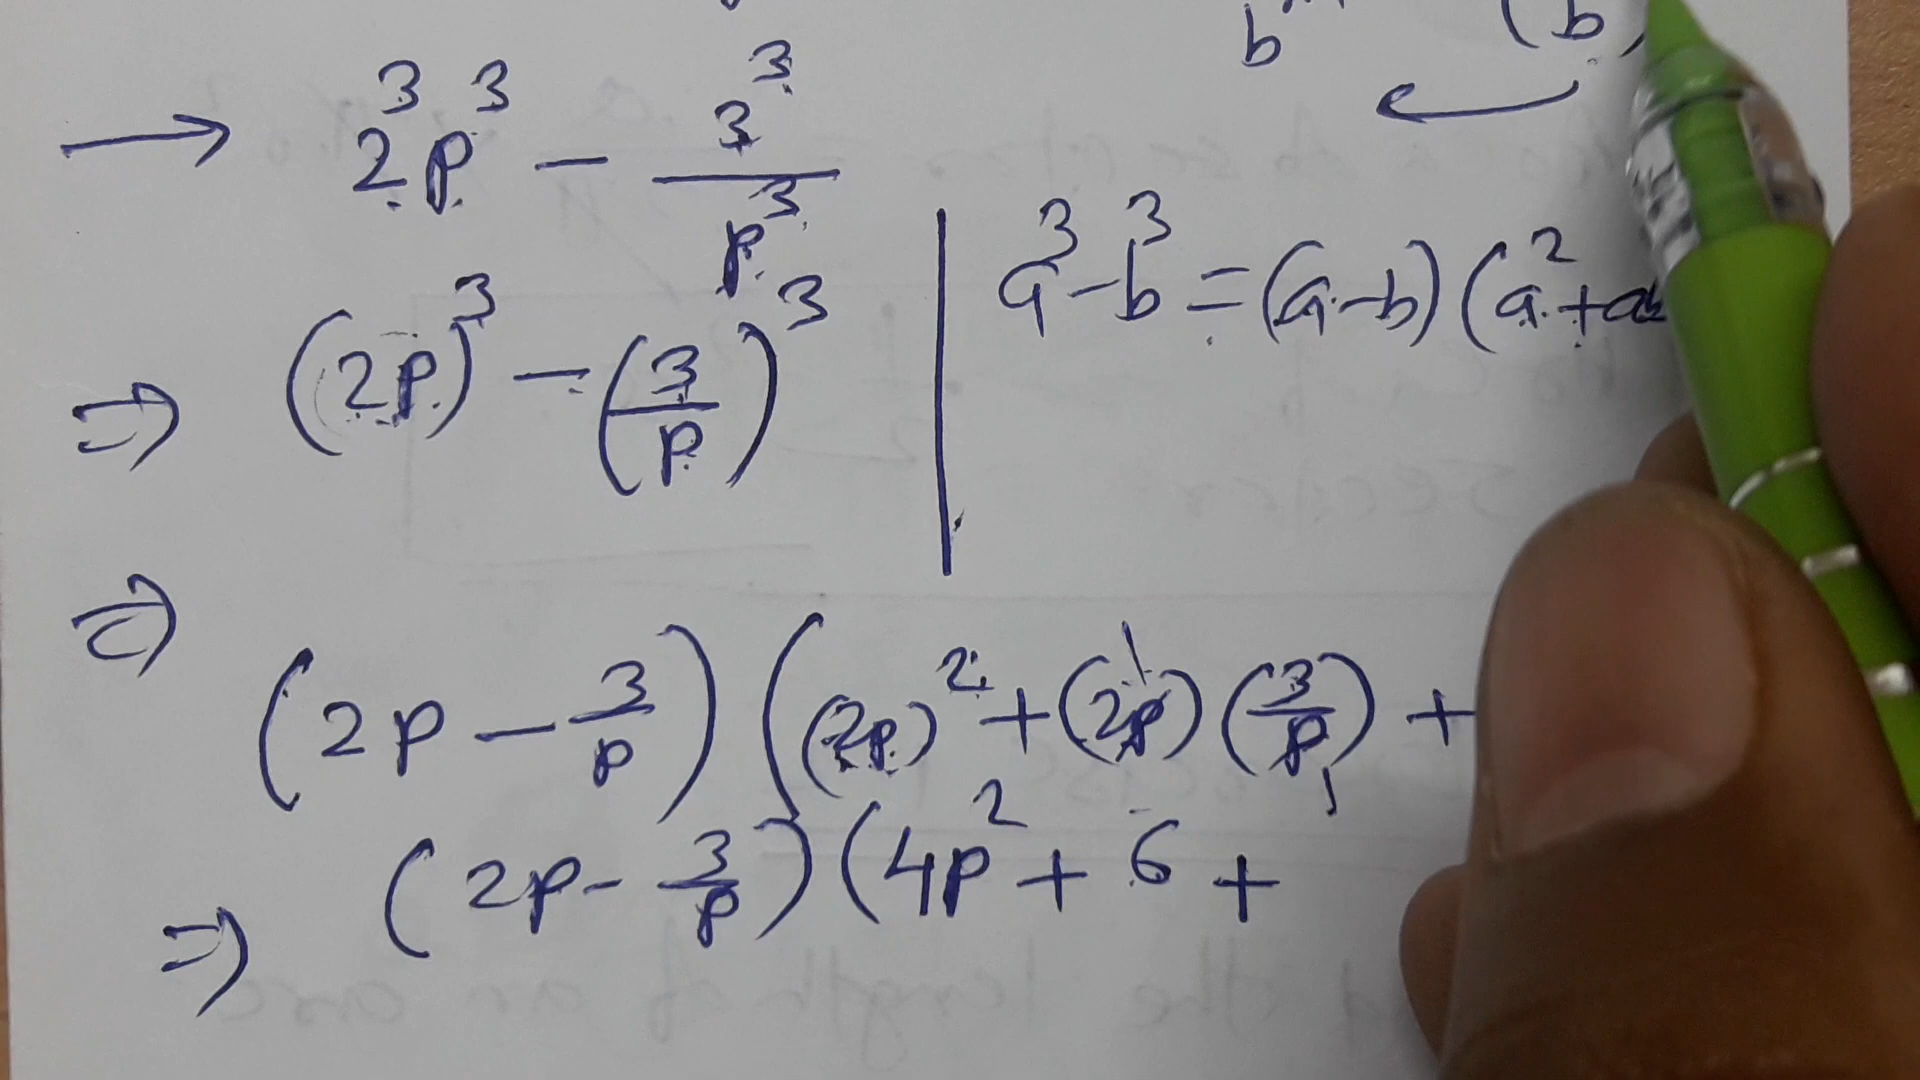 b (b
→ 2³p³ - 3³/p³
⇒ (2p)³ - (3/p)³
a³-b³ = (a-b)(a²+ab
⇒ (2p - 3/p)((2p)² + (2p)(3/p) +
⇒ (2p - 3/p)(4p² + 6 +